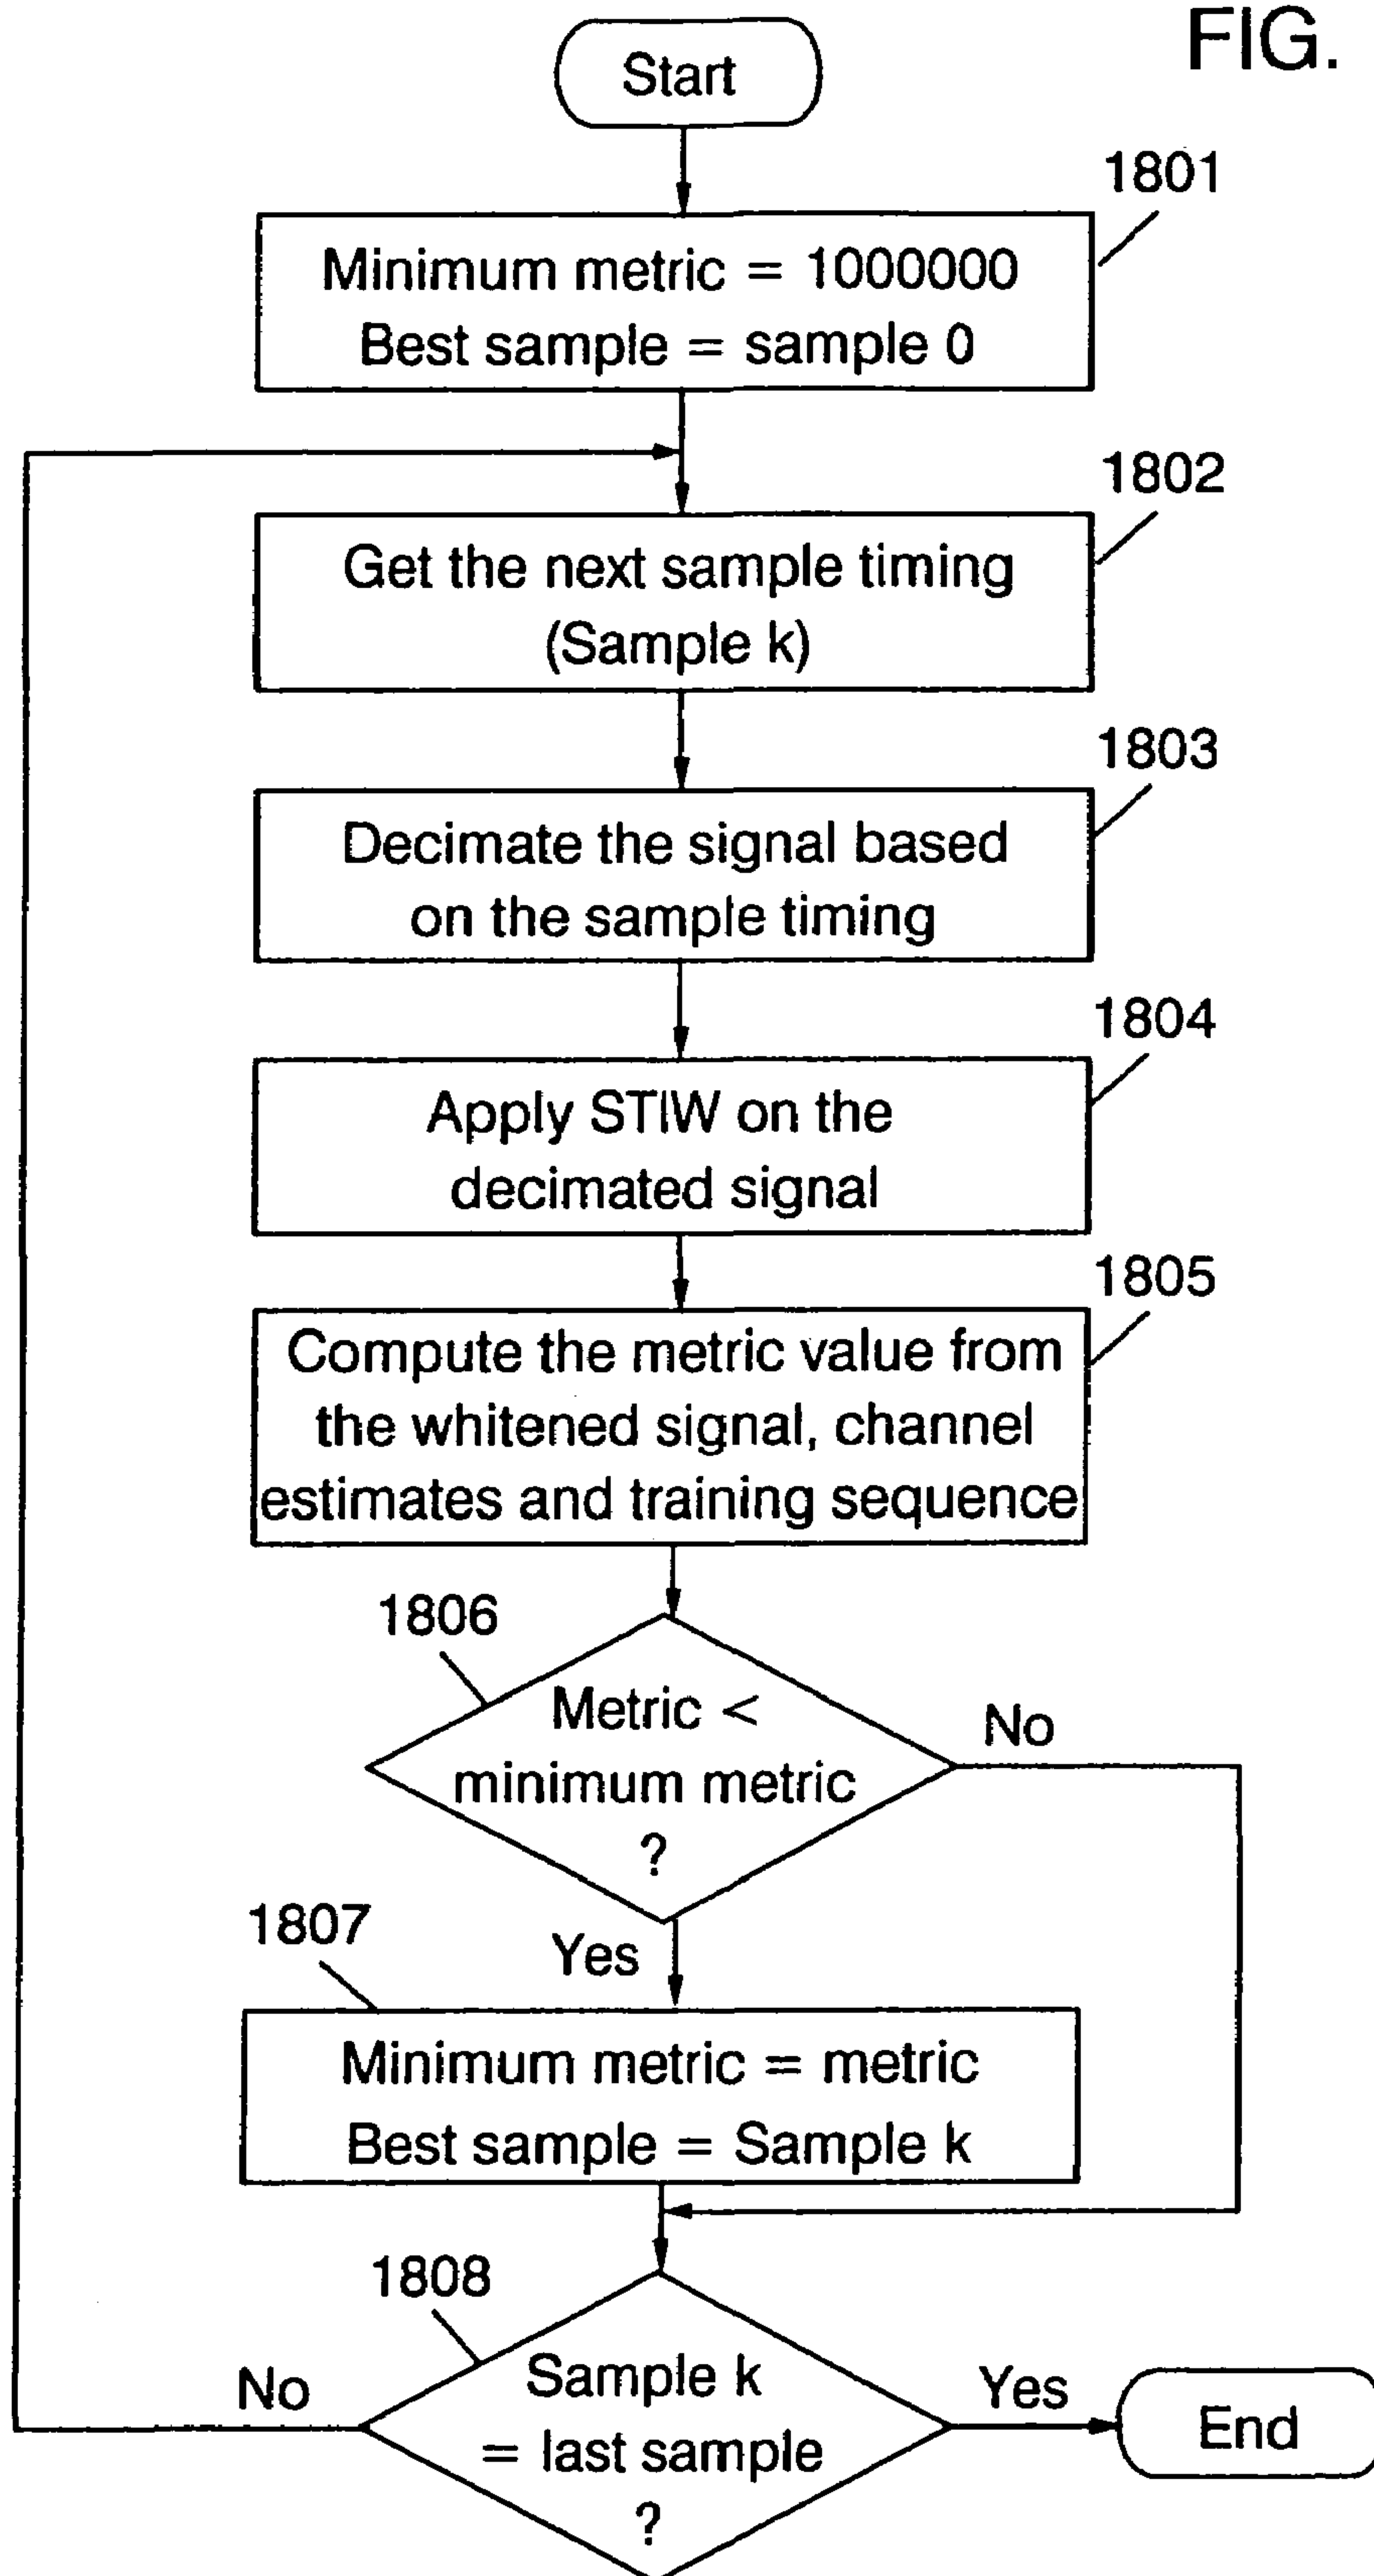 FIG.
Start
1801
Minimum metric = 1000000
Best sample = sample 0
1802
Get the next sample timing
(Sample k)
1803
Decimate the signal based
on the sample timing
1804
Apply STIW on the
decimated signal
1805
Compute the metric value from
the whitened signal, channel
estimates and training sequence
1806
Metric <
minimum metric
?
No
Yes
1807
Minimum metric = metric
Best sample = Sample k
1808
Sample k
= last sample
?
No
Yes
End